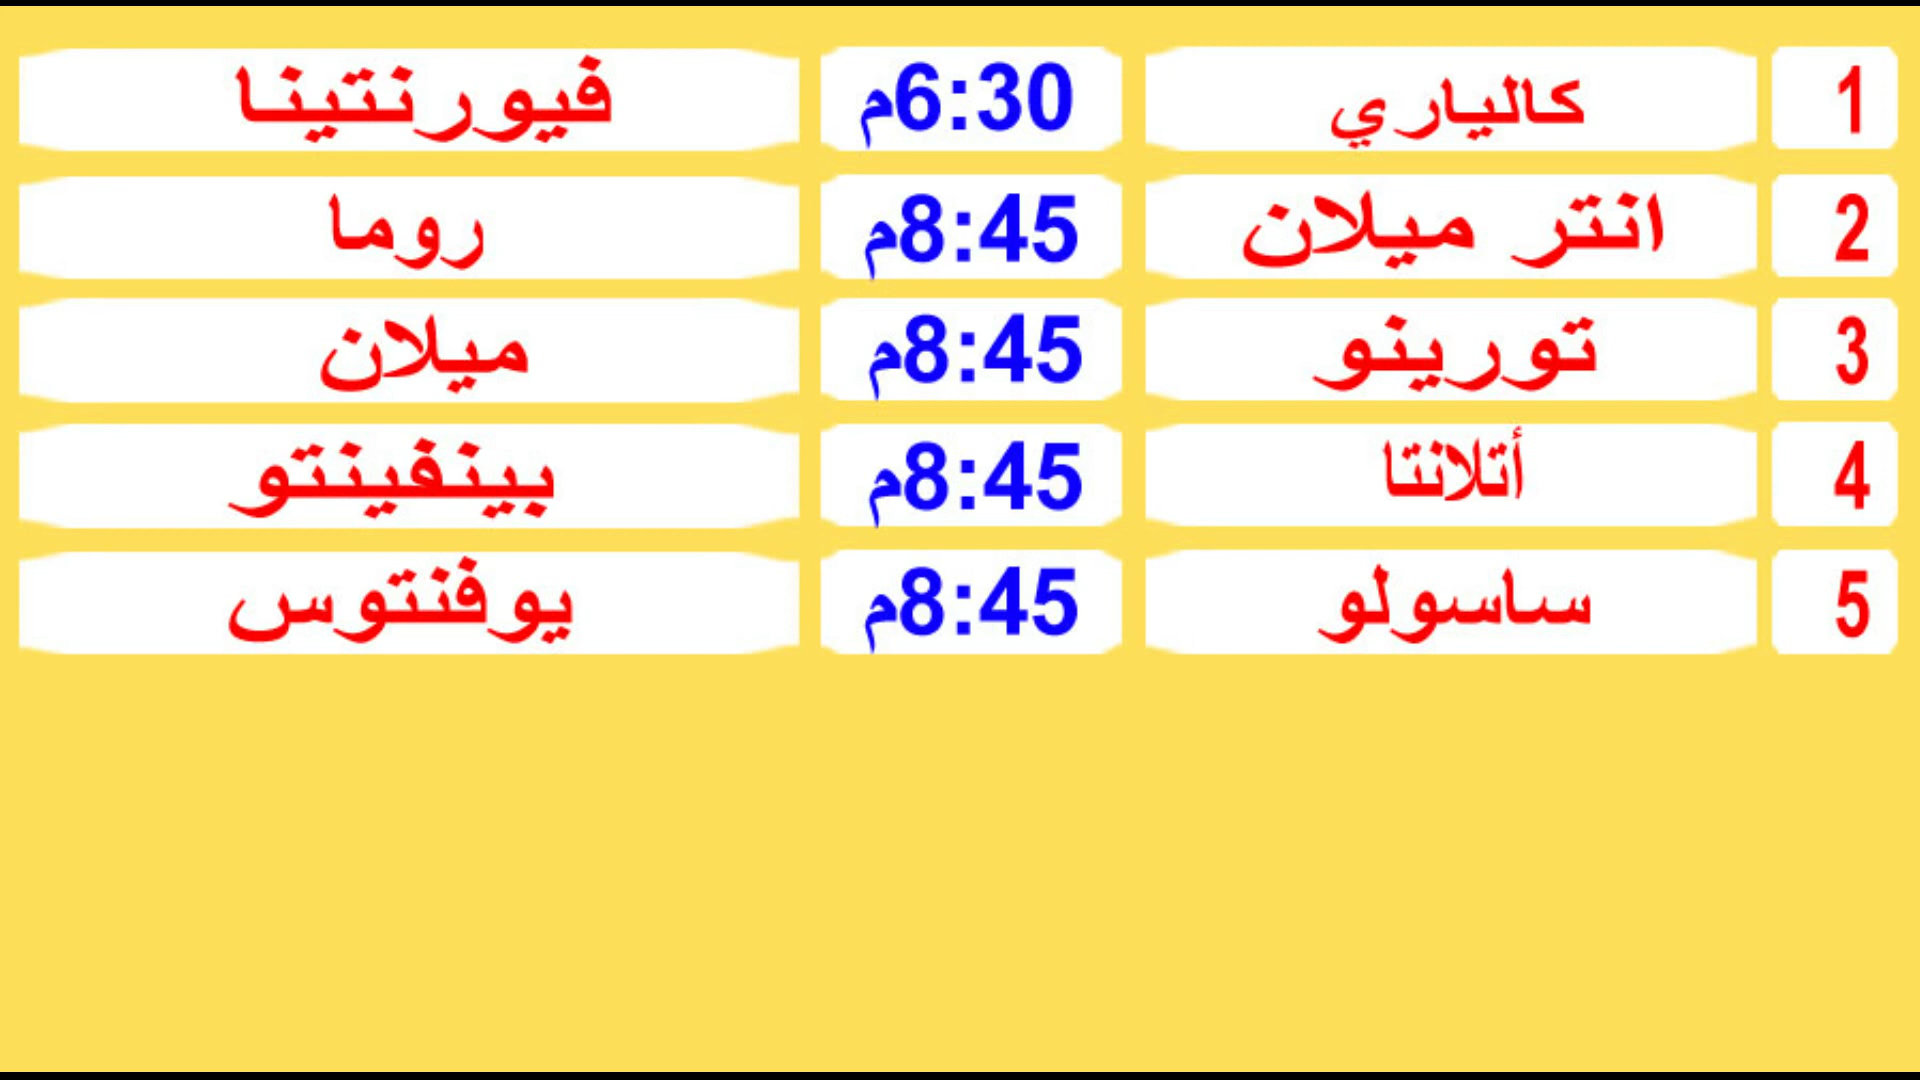 1 كالياري 6:30م فيورنتينا
2 انتر ميلان 8:45م روما
3 تورينو 8:45م ميلان
4 أتلانتا 8:45م بينفينتو
5 ساسولو 8:45م يوفنتوس